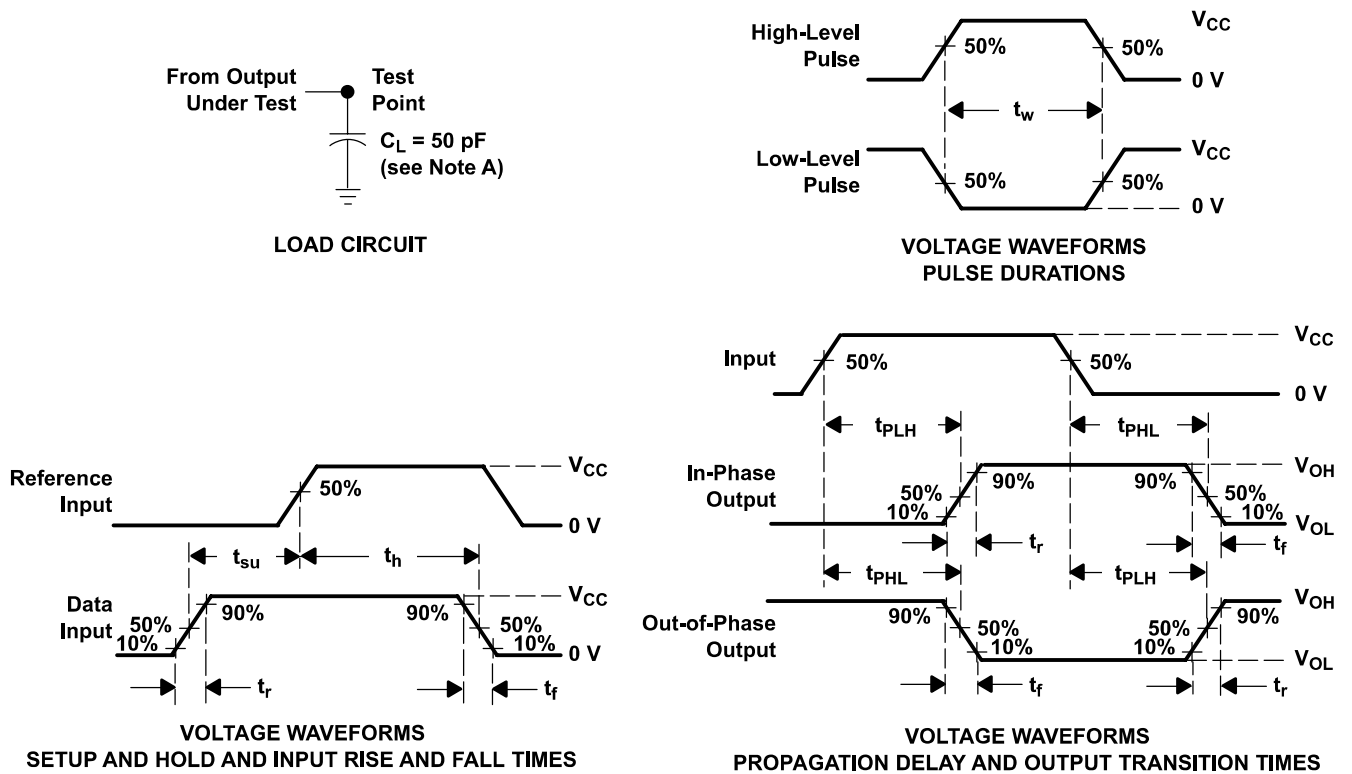 From Output
Under Test
Test
Point
C_L = 50 pF
(see Note A)
LOAD CIRCUIT
High-Level
Pulse
50%
50%
V_CC
0 V
t_w
Low-Level
Pulse
50%
50%
V_CC
0 V
VOLTAGE WAVEFORMS
PULSE DURATIONS
Reference
Input
50%
V_CC
0 V
t_su
t_h
Data
Input
50%
10%
90%
90%
50%
10%
V_CC
0 V
t_r
t_f
VOLTAGE WAVEFORMS
SETUP AND HOLD AND INPUT RISE AND FALL TIMES
Input
50%
50%
V_CC
0 V
t_PLH
t_PHL
In-Phase
Output
50%
10%
90%
90%
50%
10%
V_OH
V_OL
t_r
t_f
t_PHL
t_PLH
Out-of-Phase
Output
90%
50%
10%
50%
10%
90%
V_OH
V_OL
t_f
t_r
VOLTAGE WAVEFORMS
PROPAGATION DELAY AND OUTPUT TRANSITION TIMES